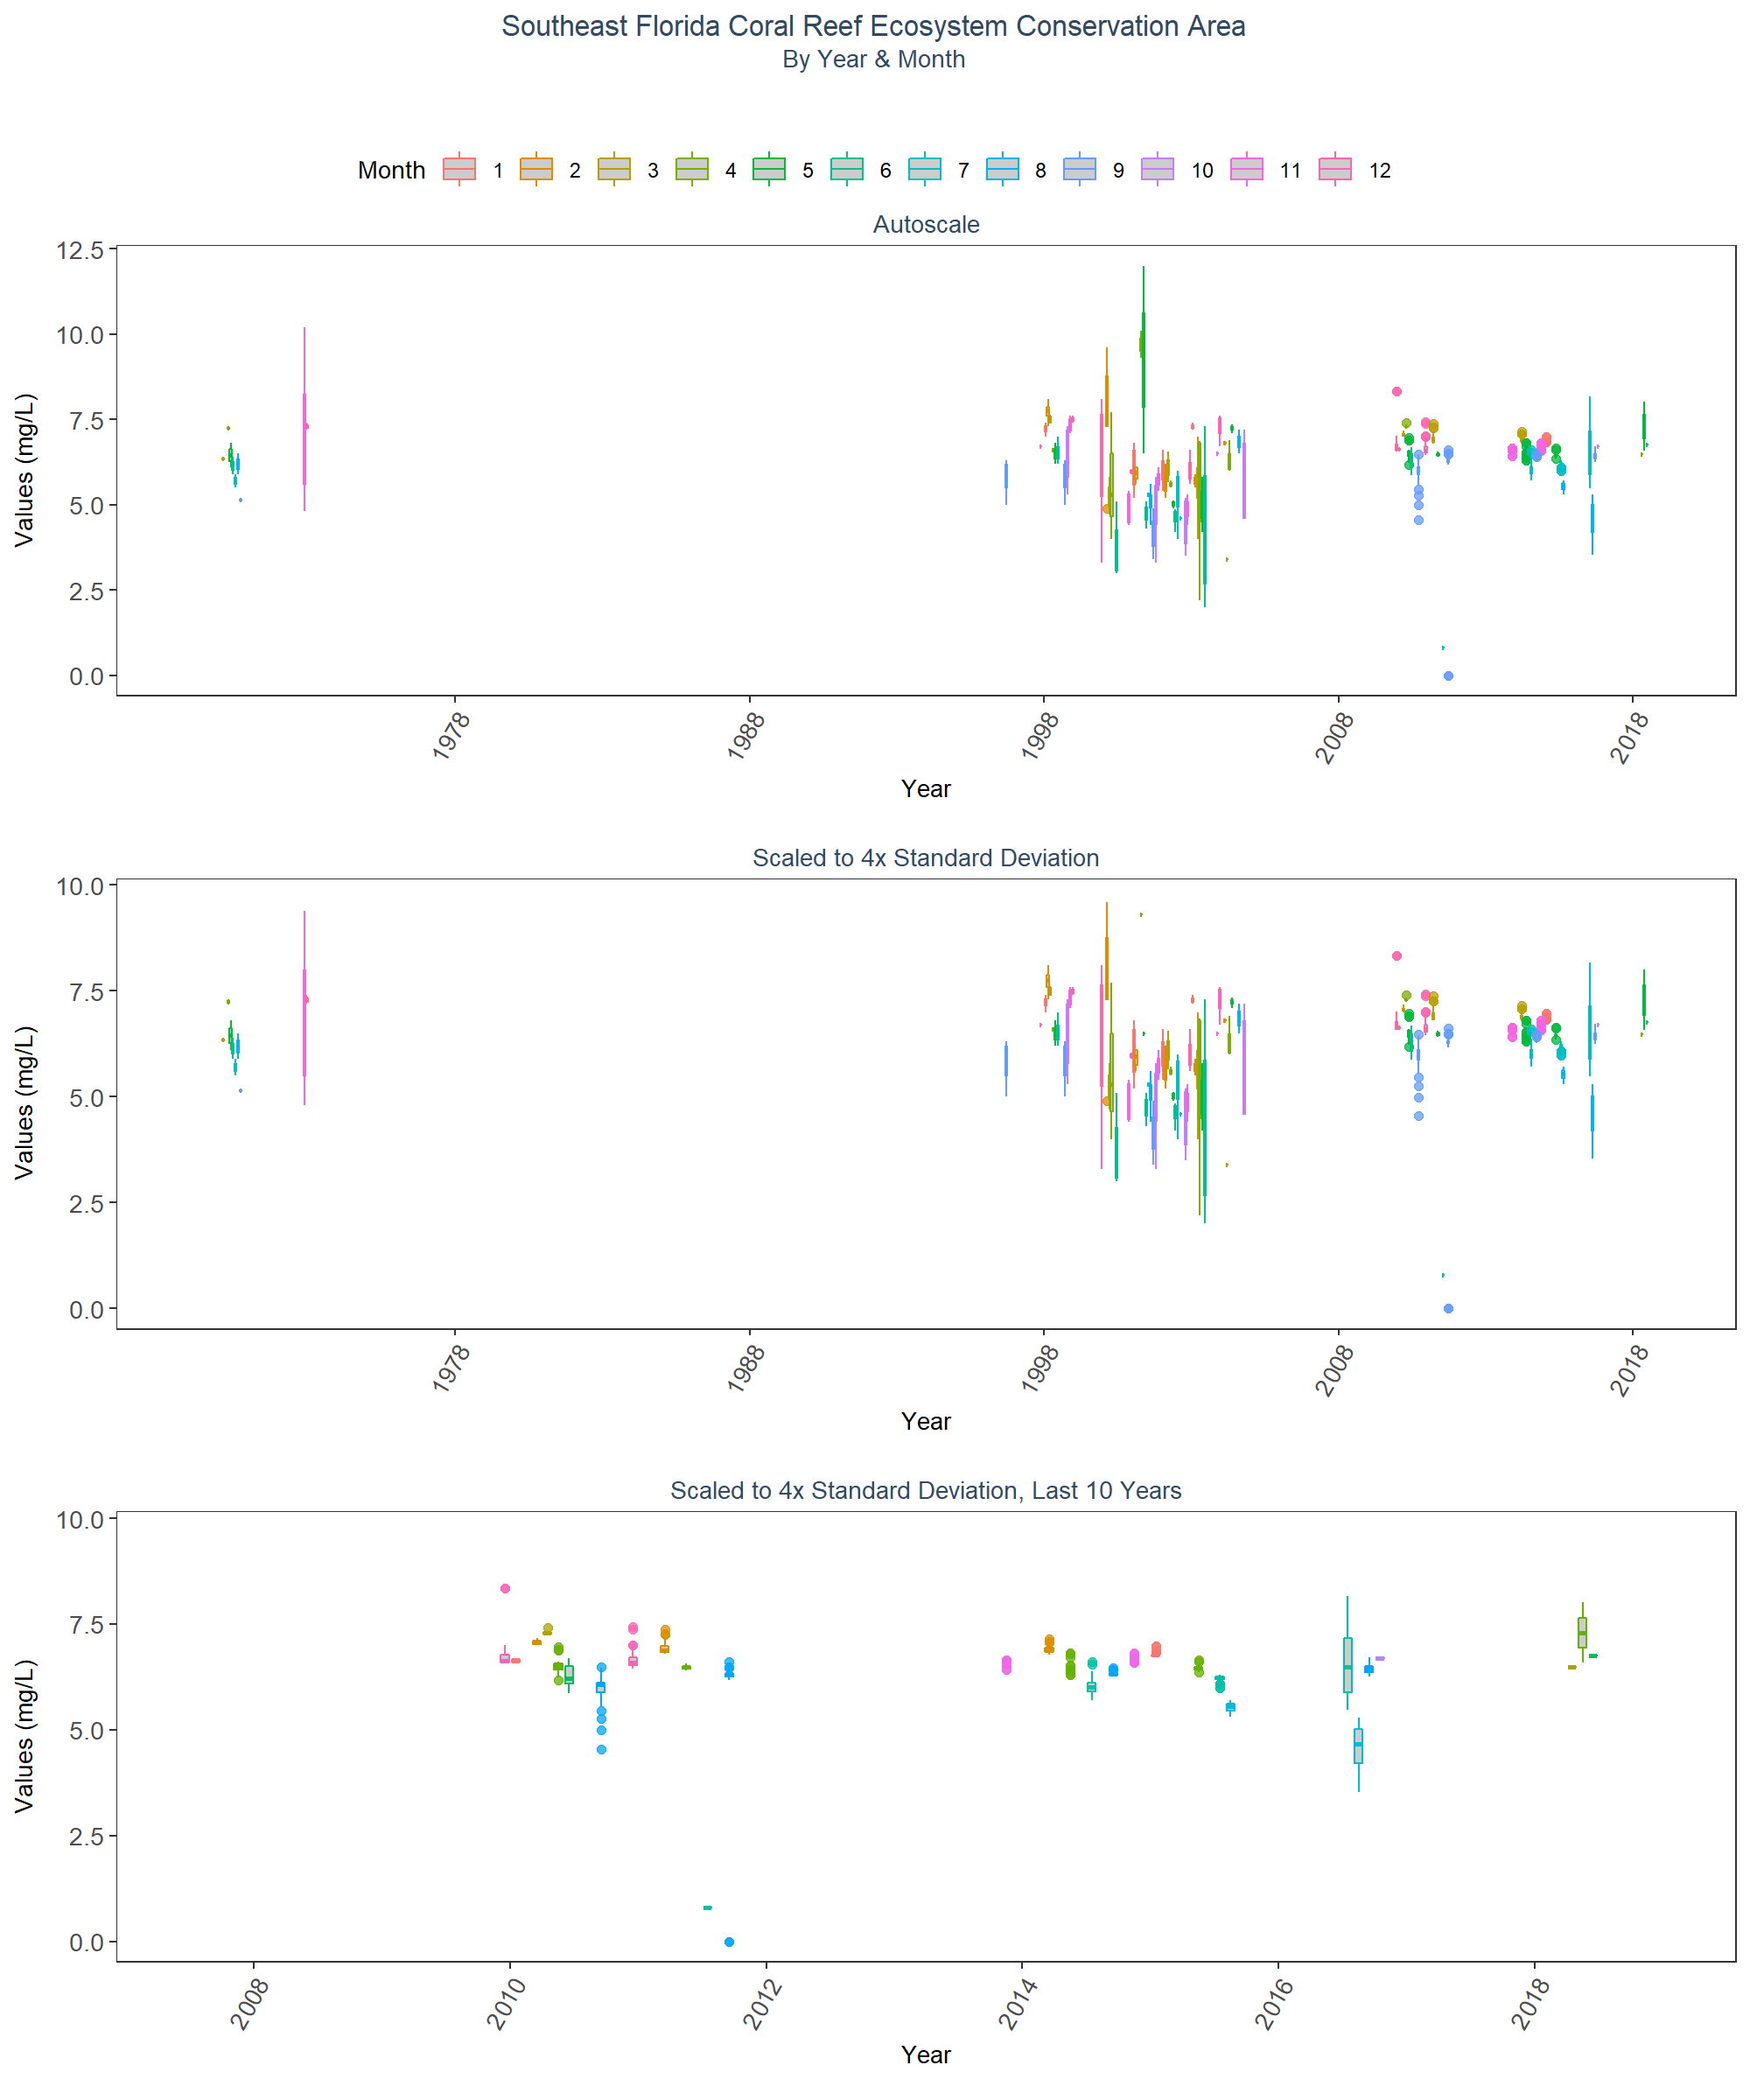 Southeast Florida Coral Reef Ecosystem Conservation Area
By Year & Month
Month 1 2 3 4 5 6 7 8 9 10 11 12
Autoscale
12.5
10.0
7.5
5.0
2.5
0.0
Values (mg/L)
1978 1988 1998 2008 2018
Year
Scaled to 4x Standard Deviation
10.0
7.5
5.0
2.5
0.0
Values (mg/L)
1978 1988 1998 2008 2018
Year
Scaled to 4x Standard Deviation, Last 10 Years
10.0
7.5
5.0
2.5
0.0
Values (mg/L)
2008 2010 2012 2014 2016 2018
Year